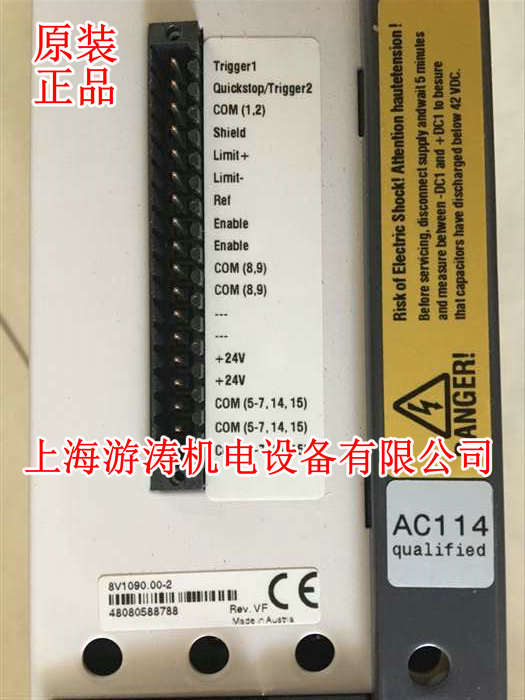 原装
正品
Trigger1
Quickstop/Trigger2
COM (1,2)
Shield
Limit+
Limit-
Ref
Enable
Enable
COM (8,9)
COM (8,9)
---
---
+24V
+24V
COM (5-7, 14, 15)
COM (5-7, 14, 15)
上海游涛机电设备有限公司
Risk of Electric Shock! Attention hautetension!
Before servicing, disconnect supply andwait 5 minutes
and measure between -DC1 and +DC1 to besure
that capacitors have discharged below 42 VDC.
DANGER!
AC114
qualified
8V1090.00-2
48080588788
Rev. VF
Made in Austria
CE